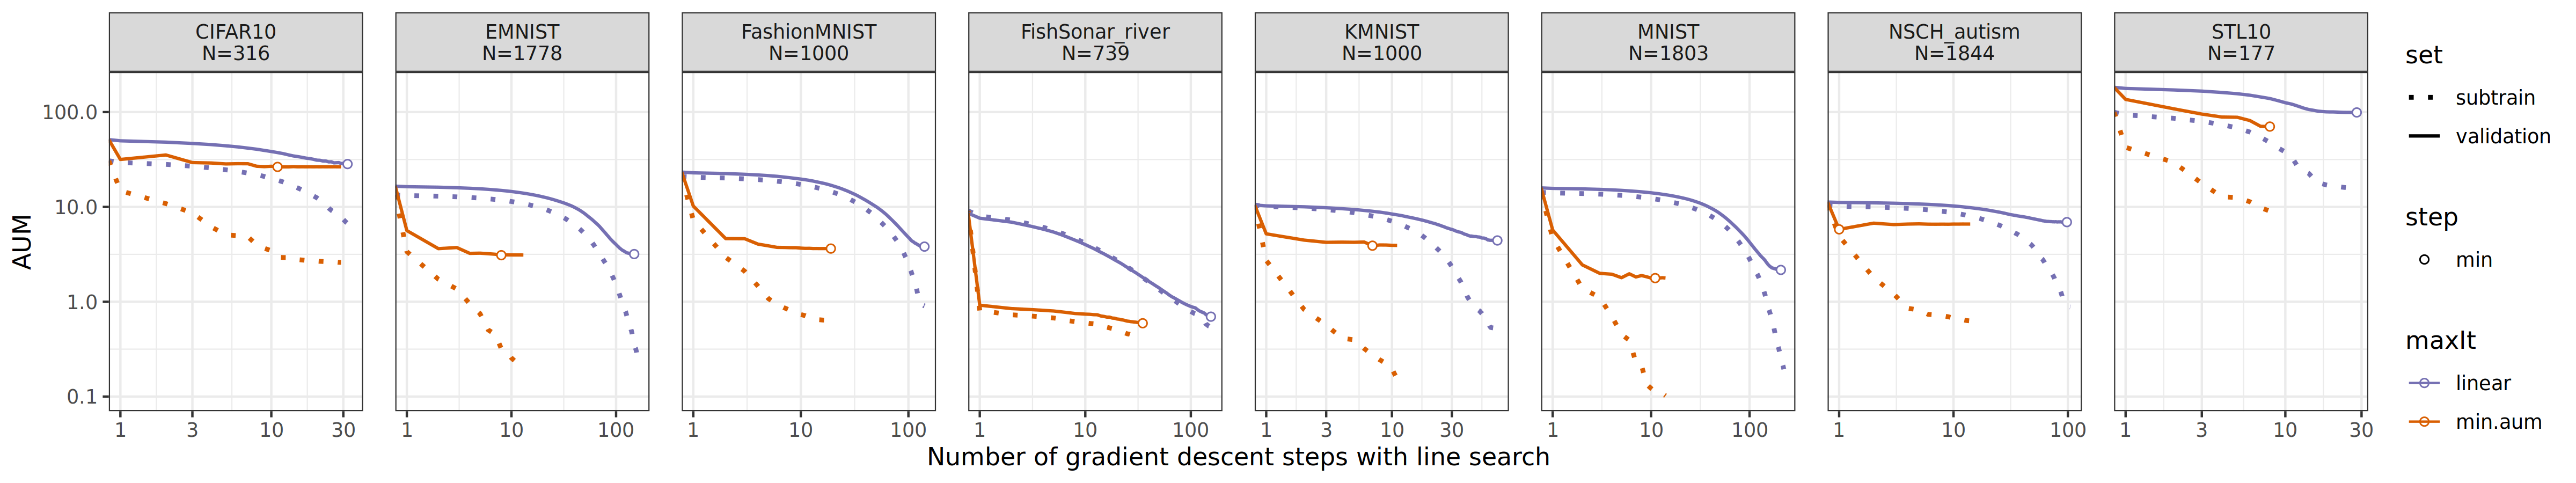 CIFAR10
N=316
EMNIST
N=1778
FashionMNIST
N=1000
FishSonar_river
N=739
KMNIST
N=1000
MNIST
N=1803
NSCH_autism
N=1844
STL10
N=177
AUM
100.0
10.0
1.0
0.1
1 3 10 30
1 10 100
1 10 100
1 10 100
1 3 10 30
1 10 100
1 10 100
1 3 10 30
Number of gradient descent steps with line search
set
subtrain
validation
step
min
maxIt
linear
min.aum